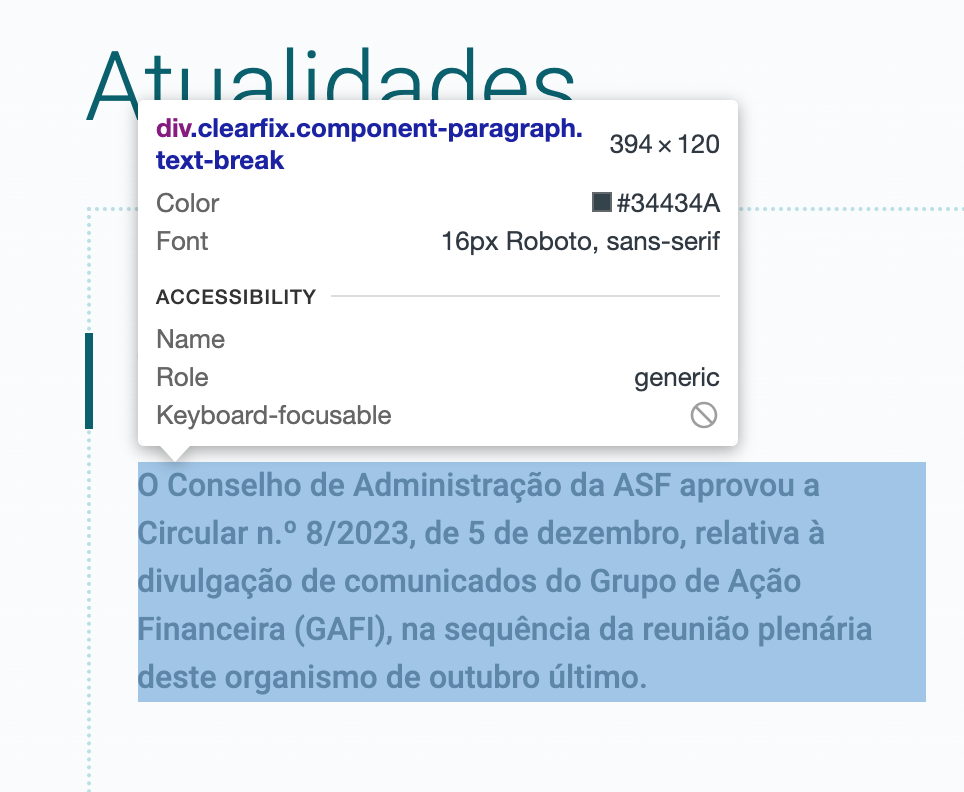 Atualidades
div.clearfix.component-paragraph.
text-break
394 × 120
Color #34434A
Font 16px Roboto, sans-serif
ACCESSIBILITY
Name
Role generic
Keyboard-focusable
O Conselho de Administração da ASF aprovou a
Circular n.º 8/2023, de 5 de dezembro, relativa à
divulgação de comunicados do Grupo de Ação
Financeira (GAFI), na sequência da reunião plenária
deste organismo de outubro último.